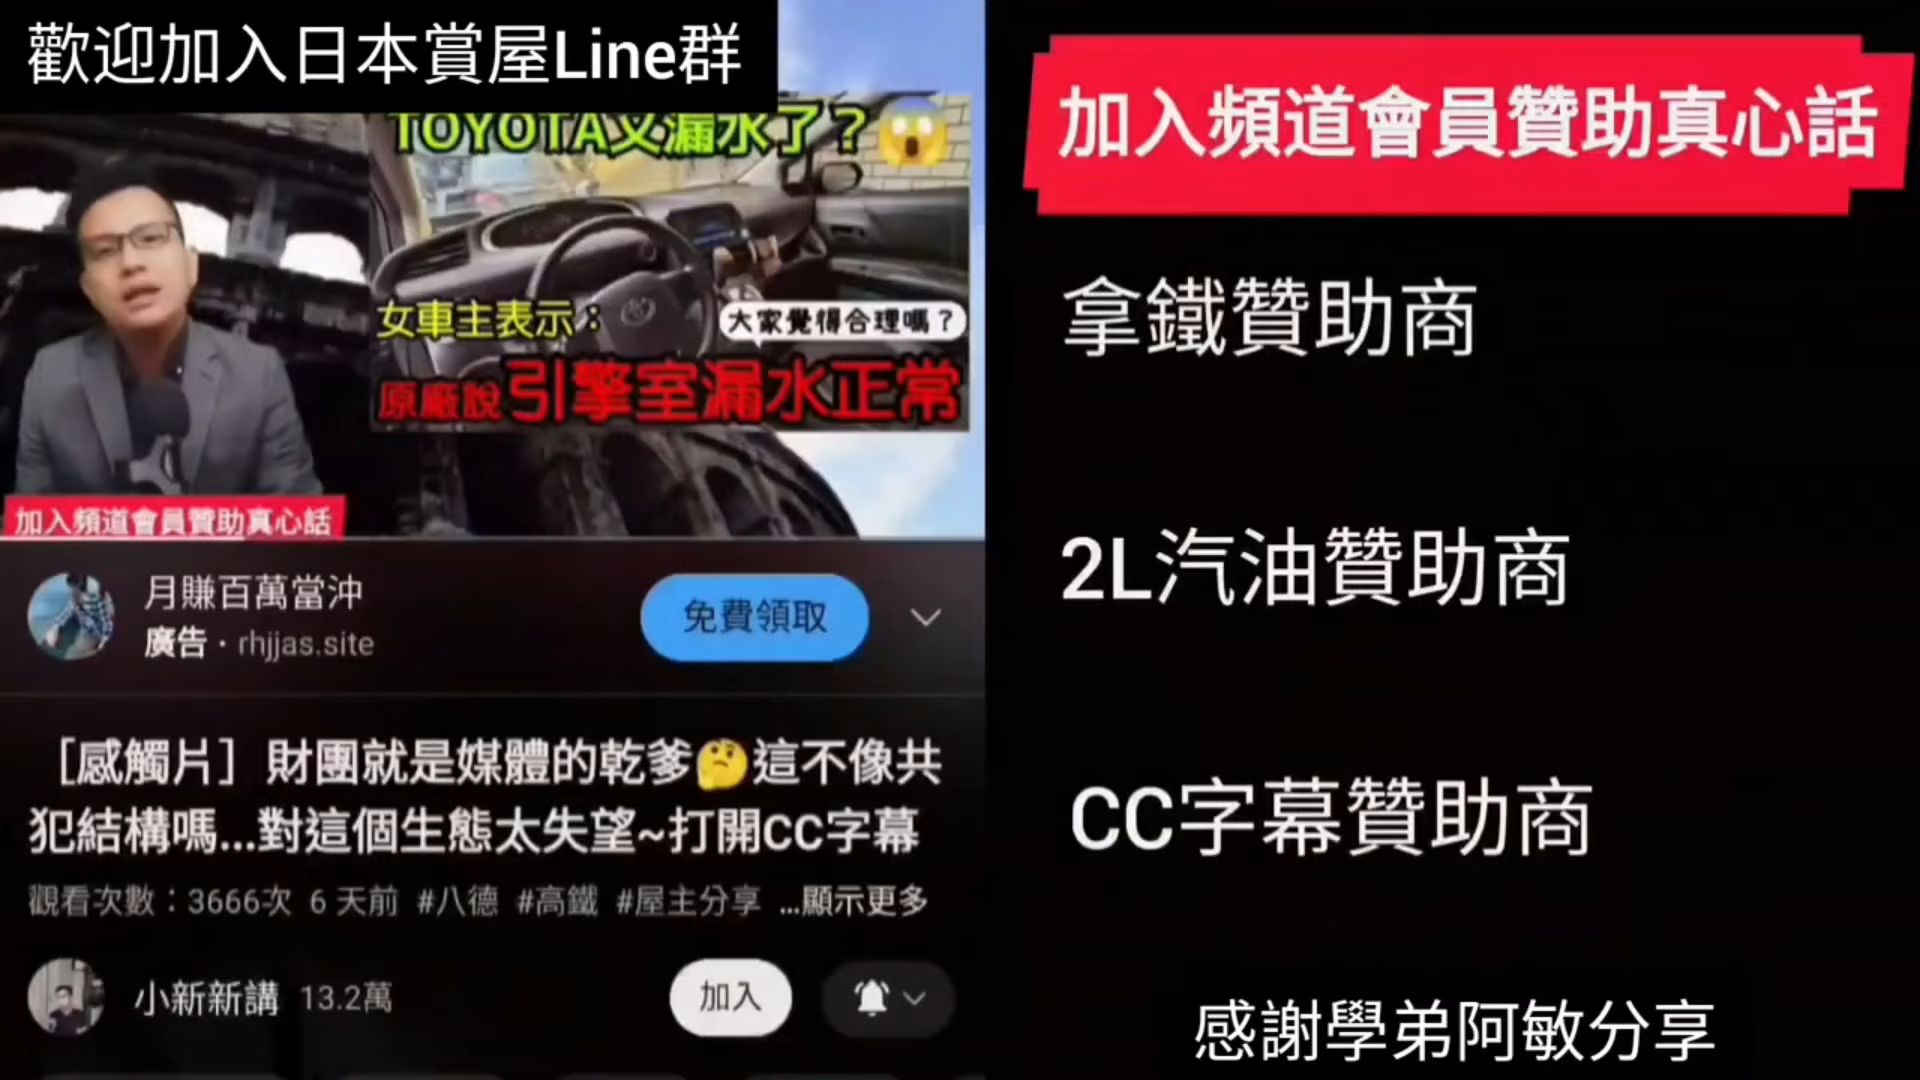 歡迎加入日本賞屋Line群
TOYOTA又漏水了？
女車主表示：
大家覺得合理嗎？
原廠說引擎室漏水正常
加入頻道會員贊助真心話
月賺百萬當沖
免費領取
廣告·rhjjas.site
［感觸片］財團就是媒體的乾爹🤔這不像共
犯結構嗎...對這個生態太失望~打開CC字幕
觀看次數：3666次 6 天前 #八德 #高鐵 #屋主分享 ...顯示更多
小新新講 13.2萬
加入
加入頻道會員贊助真心話
拿鐵贊助商
2L汽油贊助商
CC字幕贊助商
感謝學弟阿敏分享